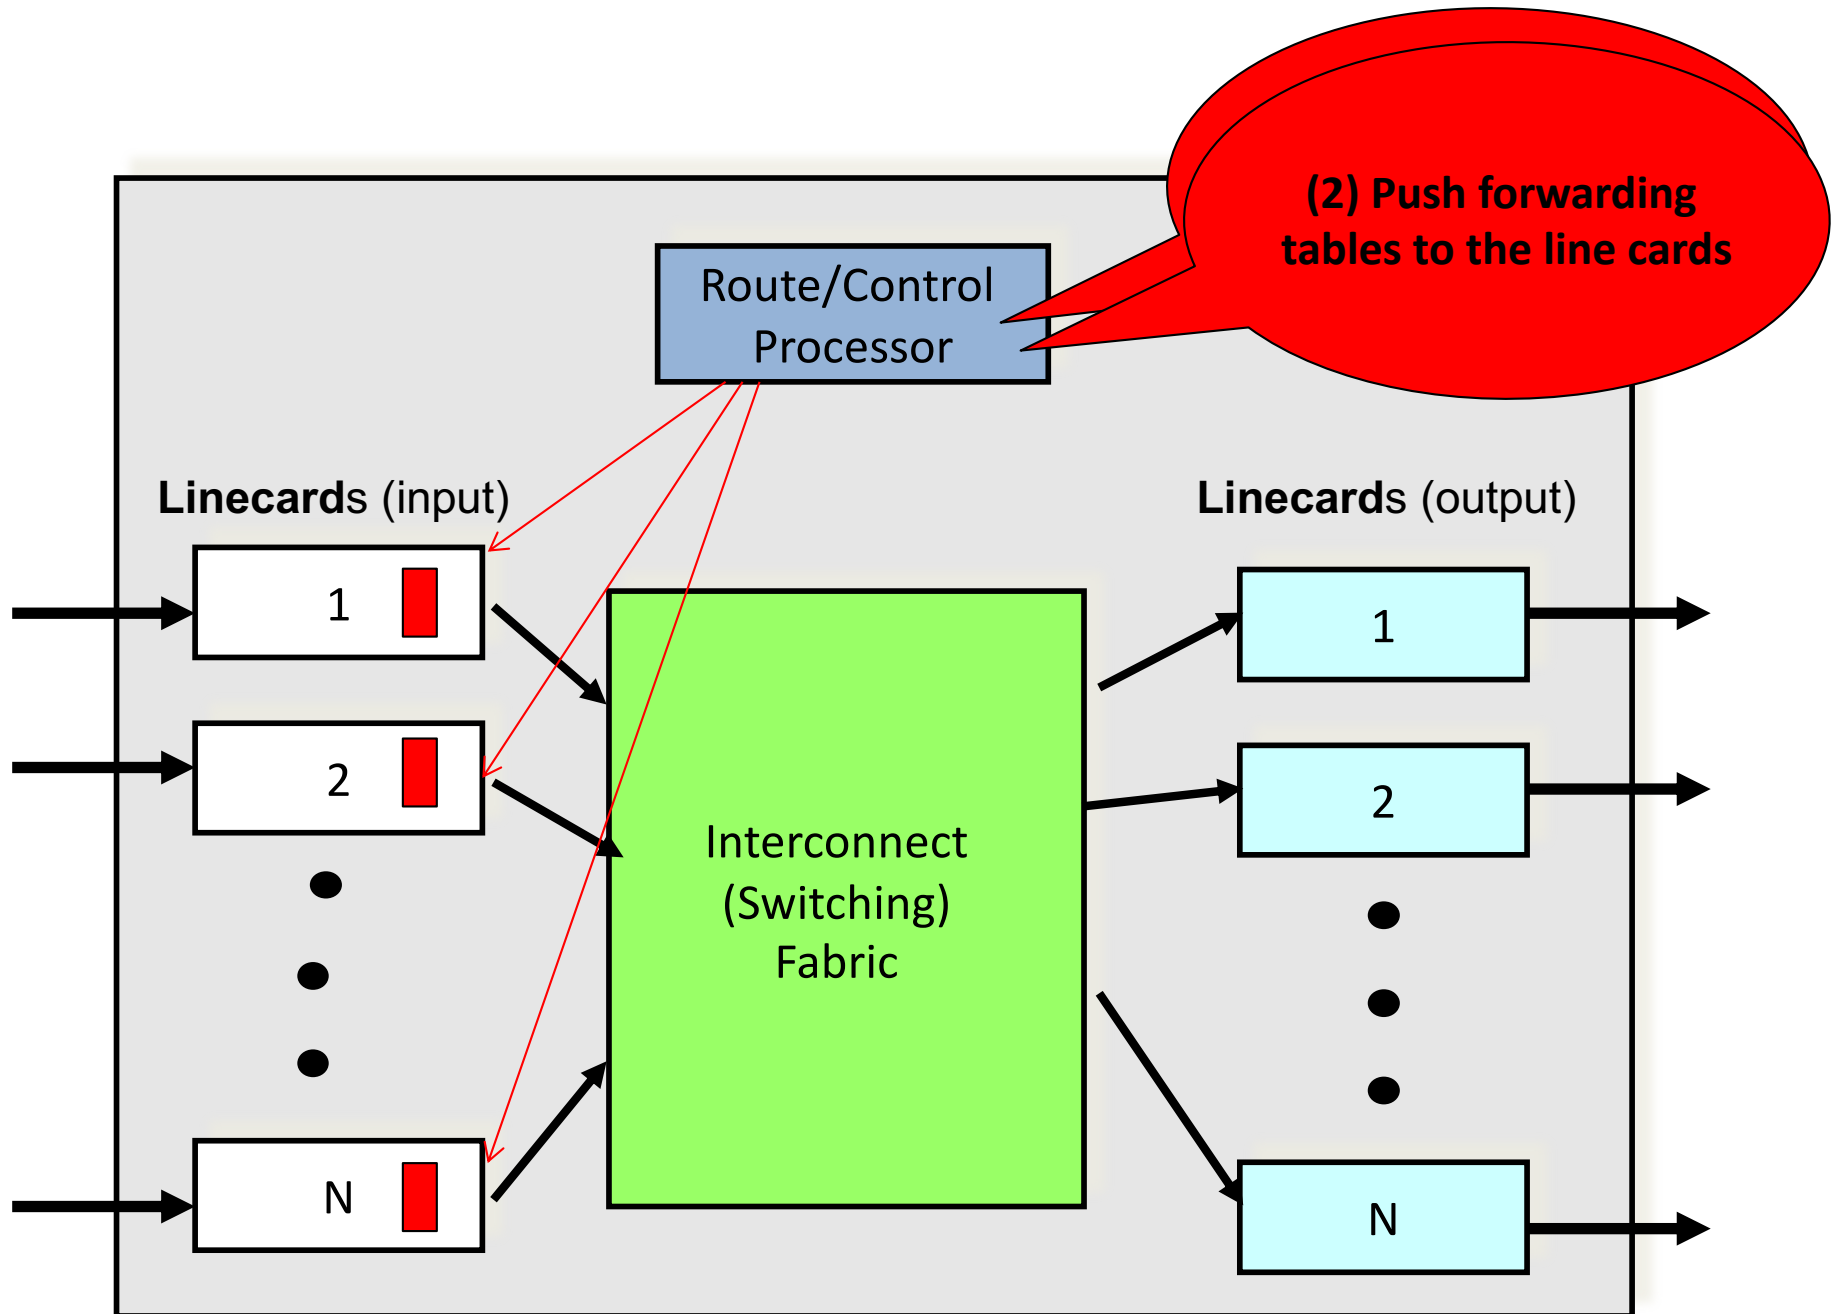 (2) Push forwarding
tables to the line cards
Route/Control
Processor
Linecards (input)
Linecards (output)
1
1
2
2
Interconnect
(Switching)
Fabric
N
N